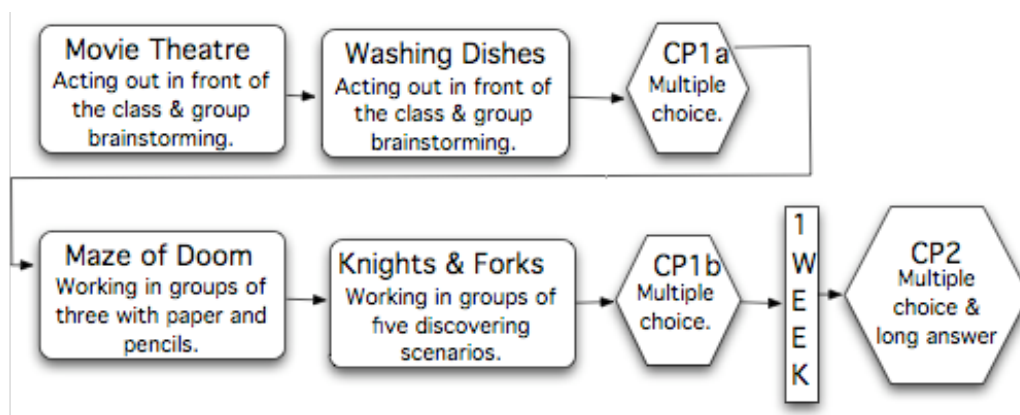 Movie Theatre
Acting out in front of
the class & group
brainstorming.
Washing Dishes
Acting out in front of
the class & group
brainstorming.
CP1a
Multiple
choice.
Maze of Doom
Working in groups of
three with paper and
pencils.
Knights & Forks
Working in groups of
five discovering
scenarios.
CP1b
Multiple
choice.
1
W
E
E
K
CP2
Multiple
choice &
long answer